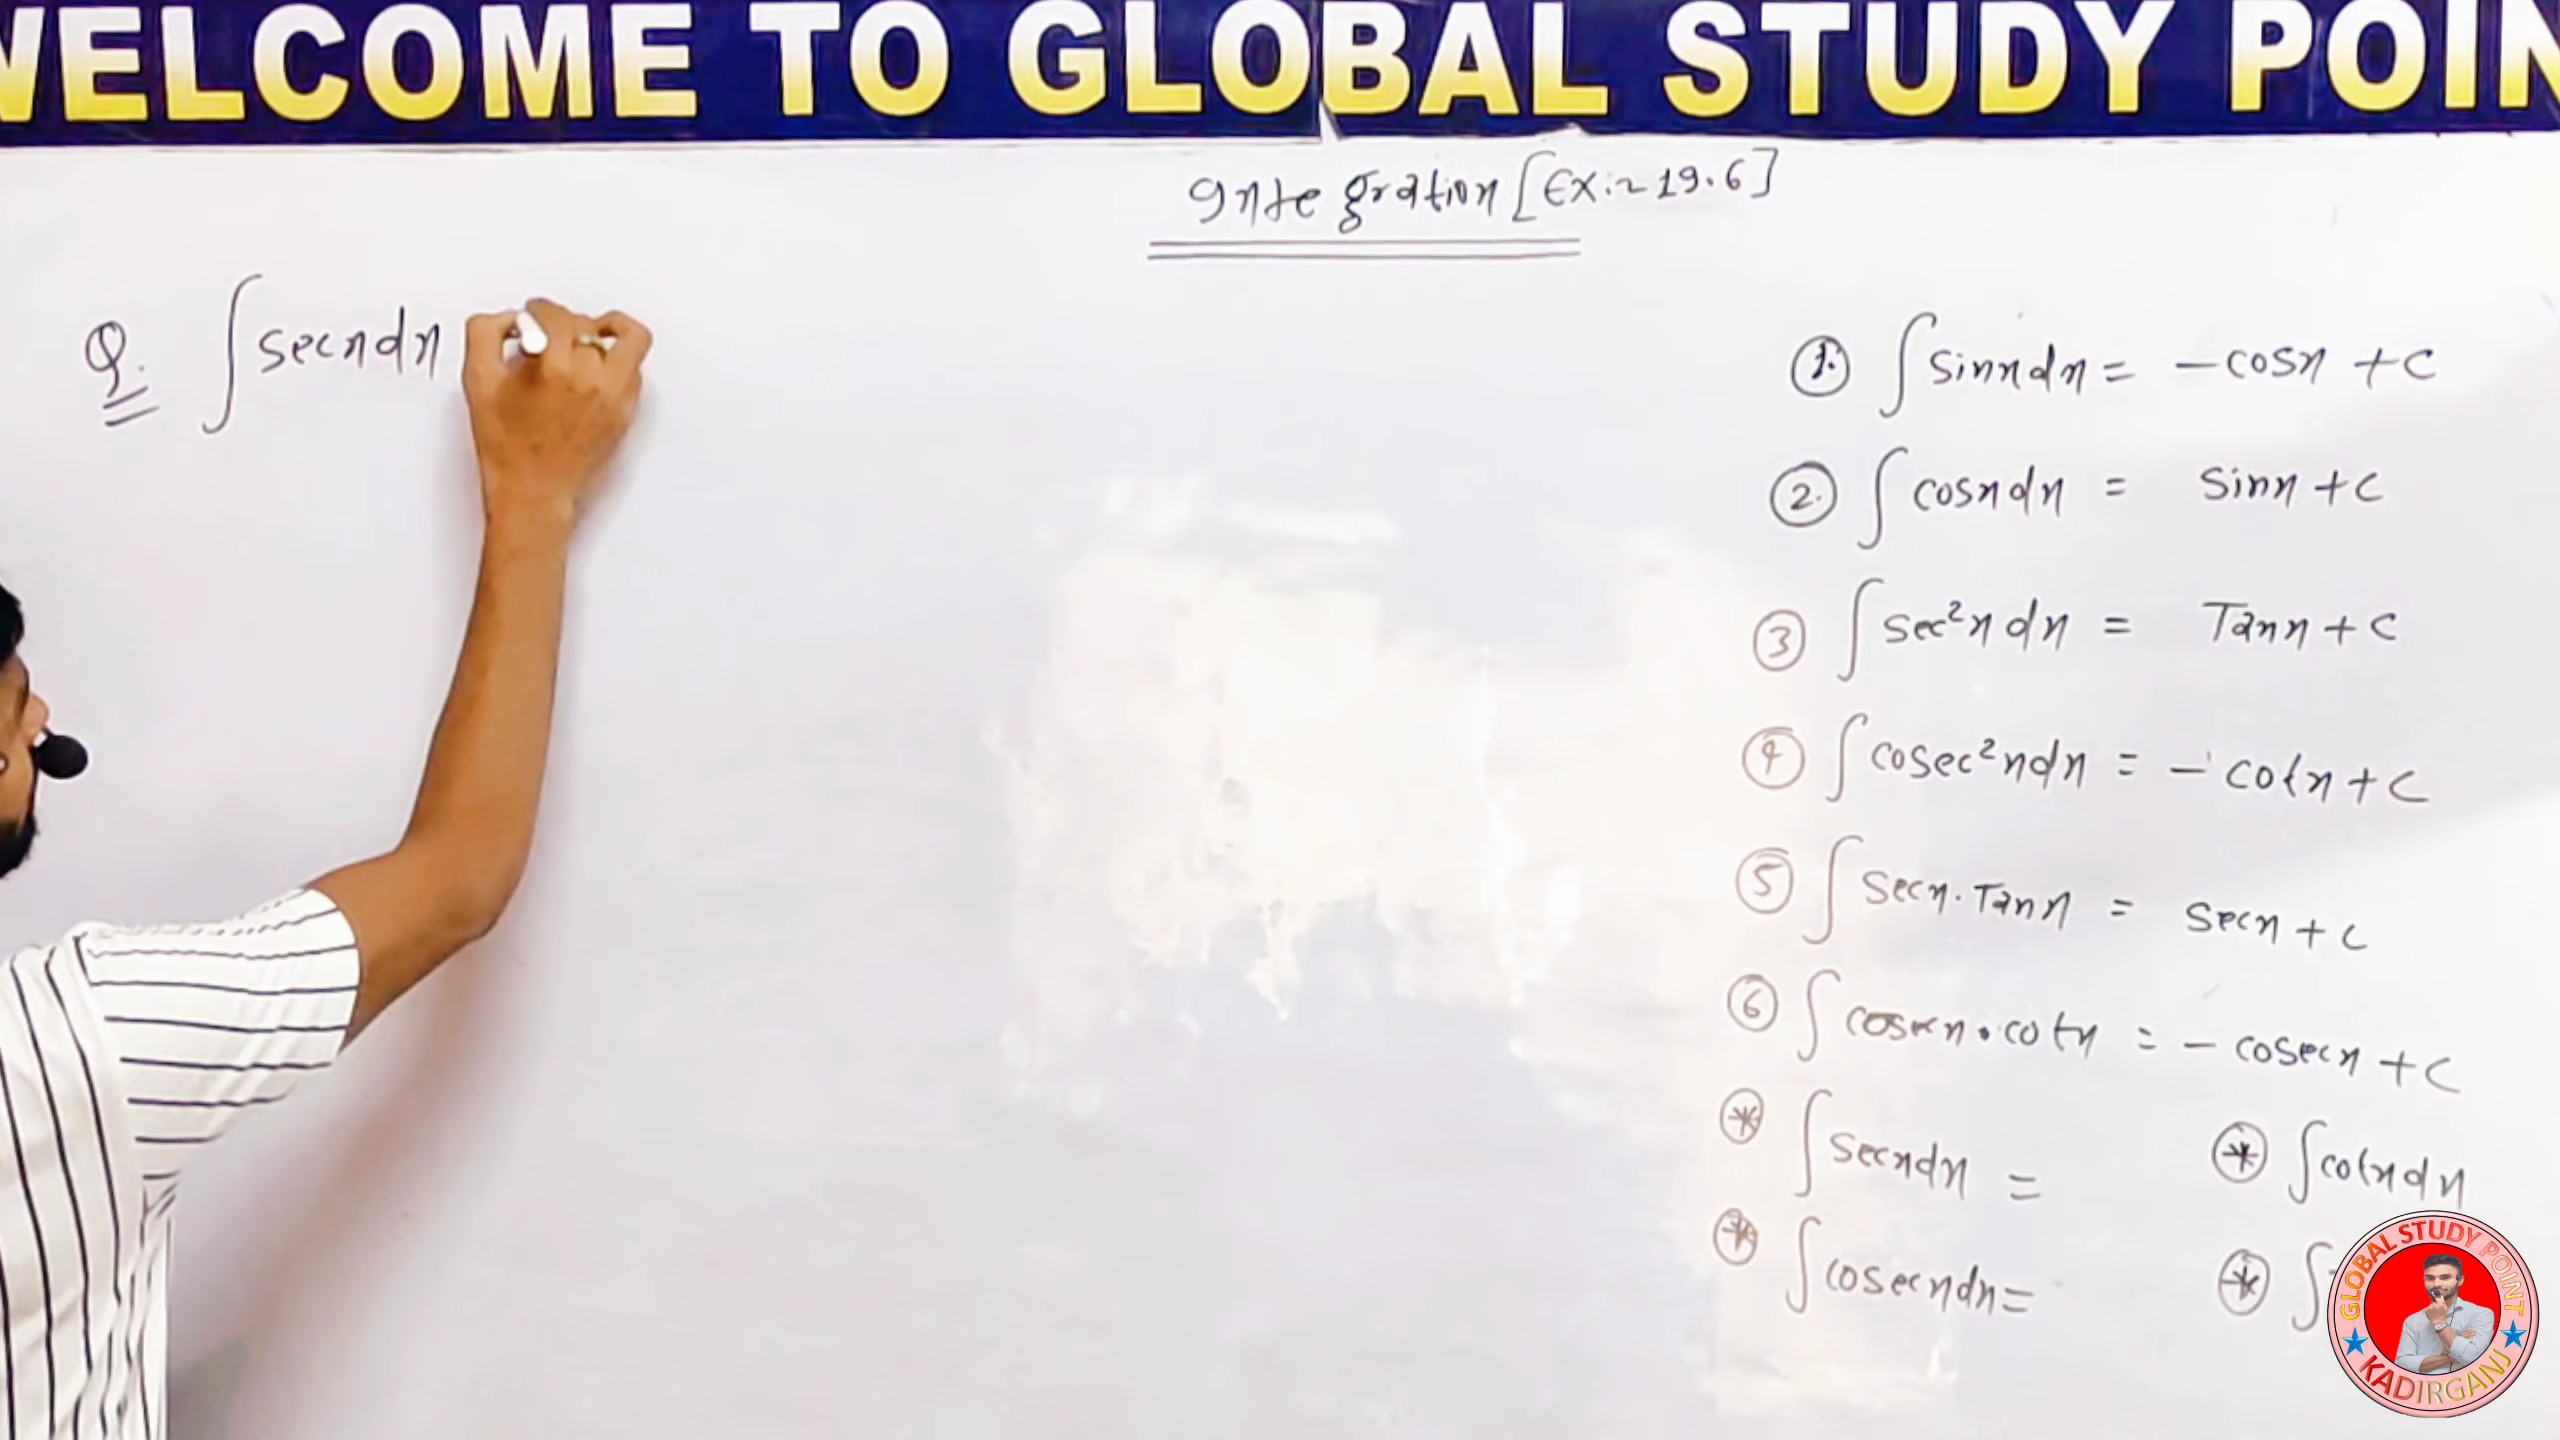 WELCOME TO GLOBAL STUDY POIN
Integration [Ex:~ 19.6]
Q. ∫ secx dx
1. ∫ sinx dx = -cosx + c
2. ∫ cosx dx = sinx + c
3 ∫ sec²x dx = Tanx + c
4 ∫ cosec²x dx = - cotx + c
5 ∫ secx . Tanx = secx + c
6 ∫ cosecx . cotx = - cosecx + c
* ∫ secx dx =
* ∫ cotx dx
* ∫ cosecx dx =
* ∫
GLOBAL STUDY POINT
KADIRGANJ